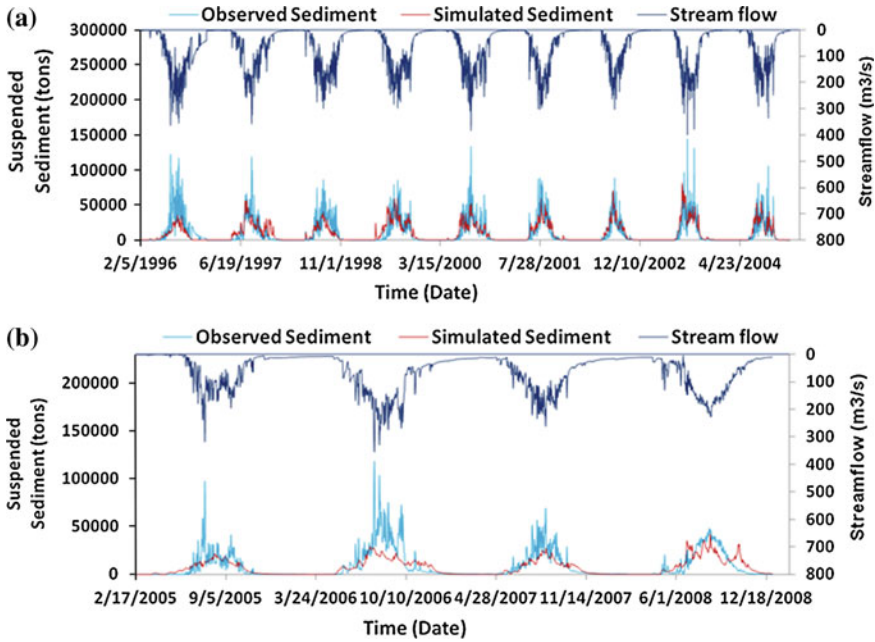 (a)
Observed Sediment Simulated Sediment Stream flow
300000
250000
200000
150000
100000
50000
0
Suspended
Sediment (tons)
0
100
200
300
400
500
600
700
800
Streamflow (m3/s)
2/5/1996 6/19/1997 11/1/1998 3/15/2000 7/28/2001 12/10/2002 4/23/2004
Time (Date)
(b)
Observed Sediment Simulated Sediment Stream flow
200000
150000
100000
50000
0
Suspended
Sediment (tons)
0
100
200
300
400
500
600
700
800
Streamflow (m3/s)
2/17/2005 9/5/2005 3/24/2006 10/10/2006 4/28/2007 11/14/2007 6/1/2008 12/18/2008
Time (Date)